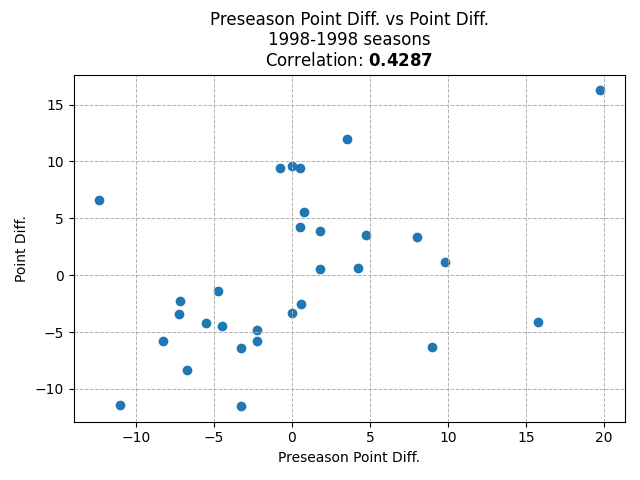 Preseason Point Diff. vs Point Diff.
1998-1998 seasons
Correlation: 0.4287
15
10
5
0
−5
−10
Point Diff.
−10
−5
0
5
10
15
20
Preseason Point Diff.